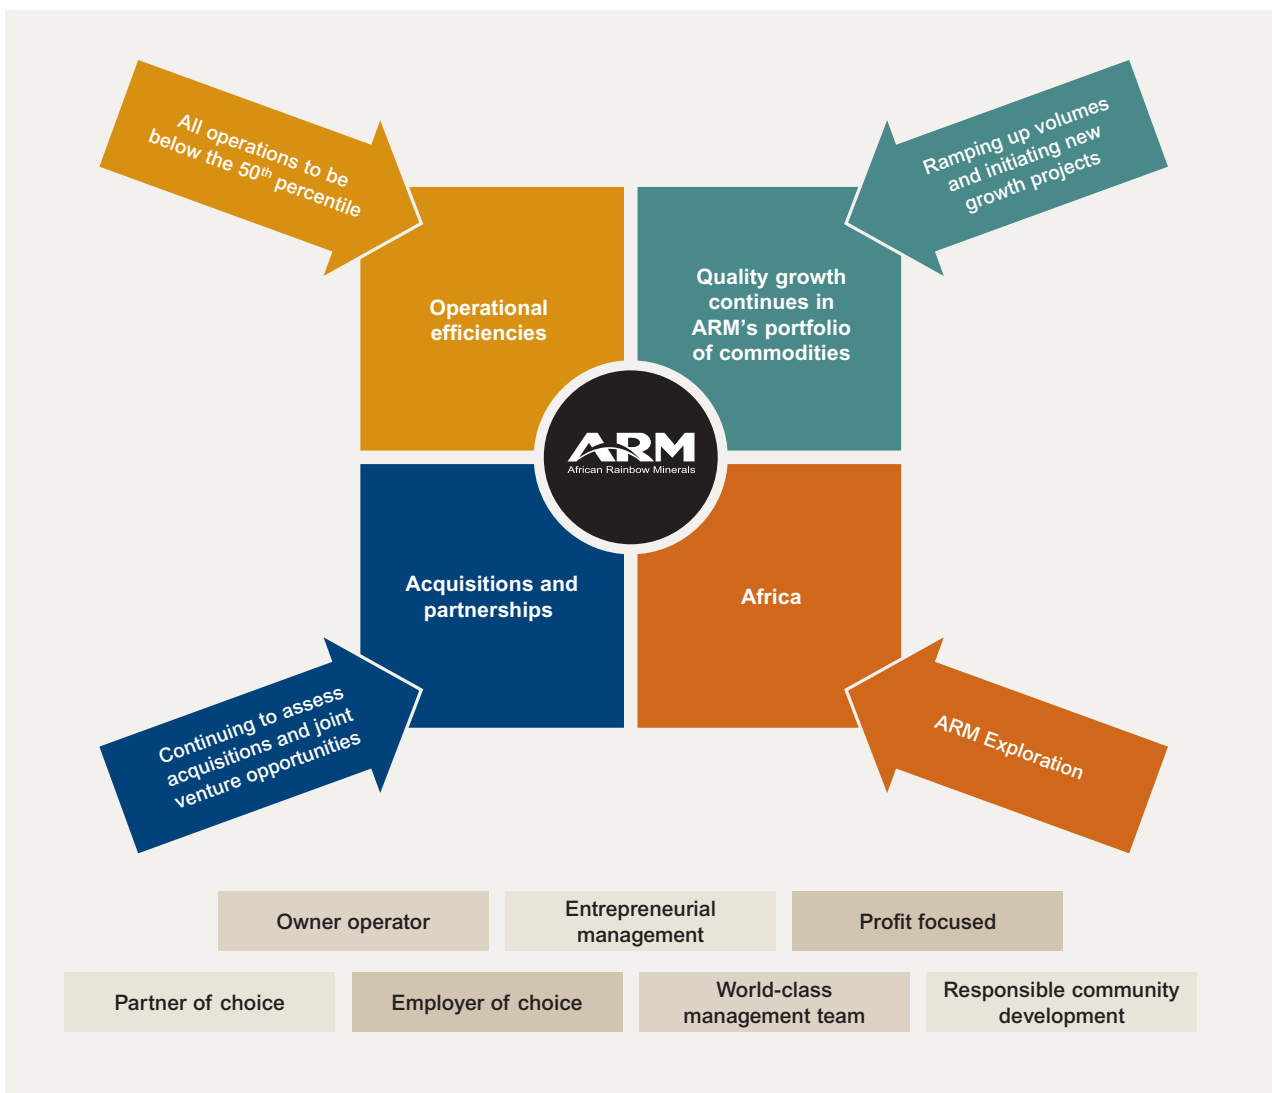 All operations to be
below the 50th percentile
Ramping up volumes
and initiating new
growth projects
Operational
efficiencies
Quality growth
continues in
ARM’s portfolio
of commodities
ARM
African Rainbow Minerals
Acquisitions and
partnerships
Africa
Continuing to assess
acquisitions and joint
venture opportunities
ARM Exploration
Owner operator
Entrepreneurial
management
Profit focused
Partner of choice
Employer of choice
World-class
management team
Responsible community
development